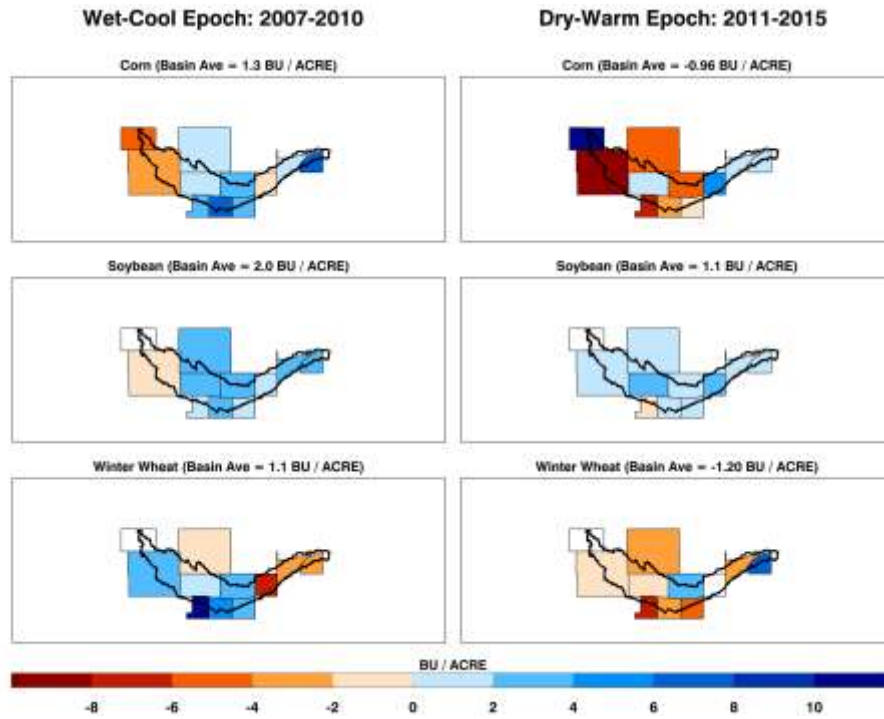 Wet-Cool Epoch: 2007-2010
Dry-Warm Epoch: 2011-2015
Corn (Basin Ave = 1.3 BU / ACRE)
Corn (Basin Ave = -0.96 BU / ACRE)
Soybean (Basin Ave = 2.0 BU / ACRE)
Soybean (Basin Ave = 1.1 BU / ACRE)
Winter Wheat (Basin Ave = 1.1 BU / ACRE)
Winter Wheat (Basin Ave = -1.20 BU / ACRE)
BU / ACRE
-8 -6 -4 -2 0 2 4 6 8 10